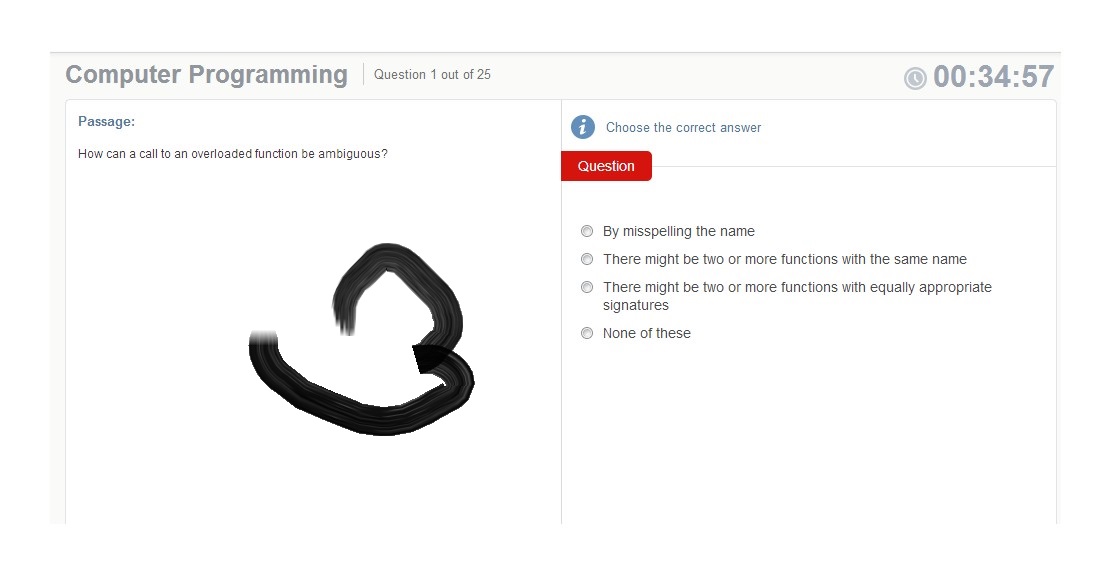 Computer Programming
Question 1 out of 25
00:34:57
Passage:
How can a call to an overloaded function be ambiguous?
Choose the correct answer
Question
By misspelling the name
There might be two or more functions with the same name
There might be two or more functions with equally appropriate
signatures
None of these